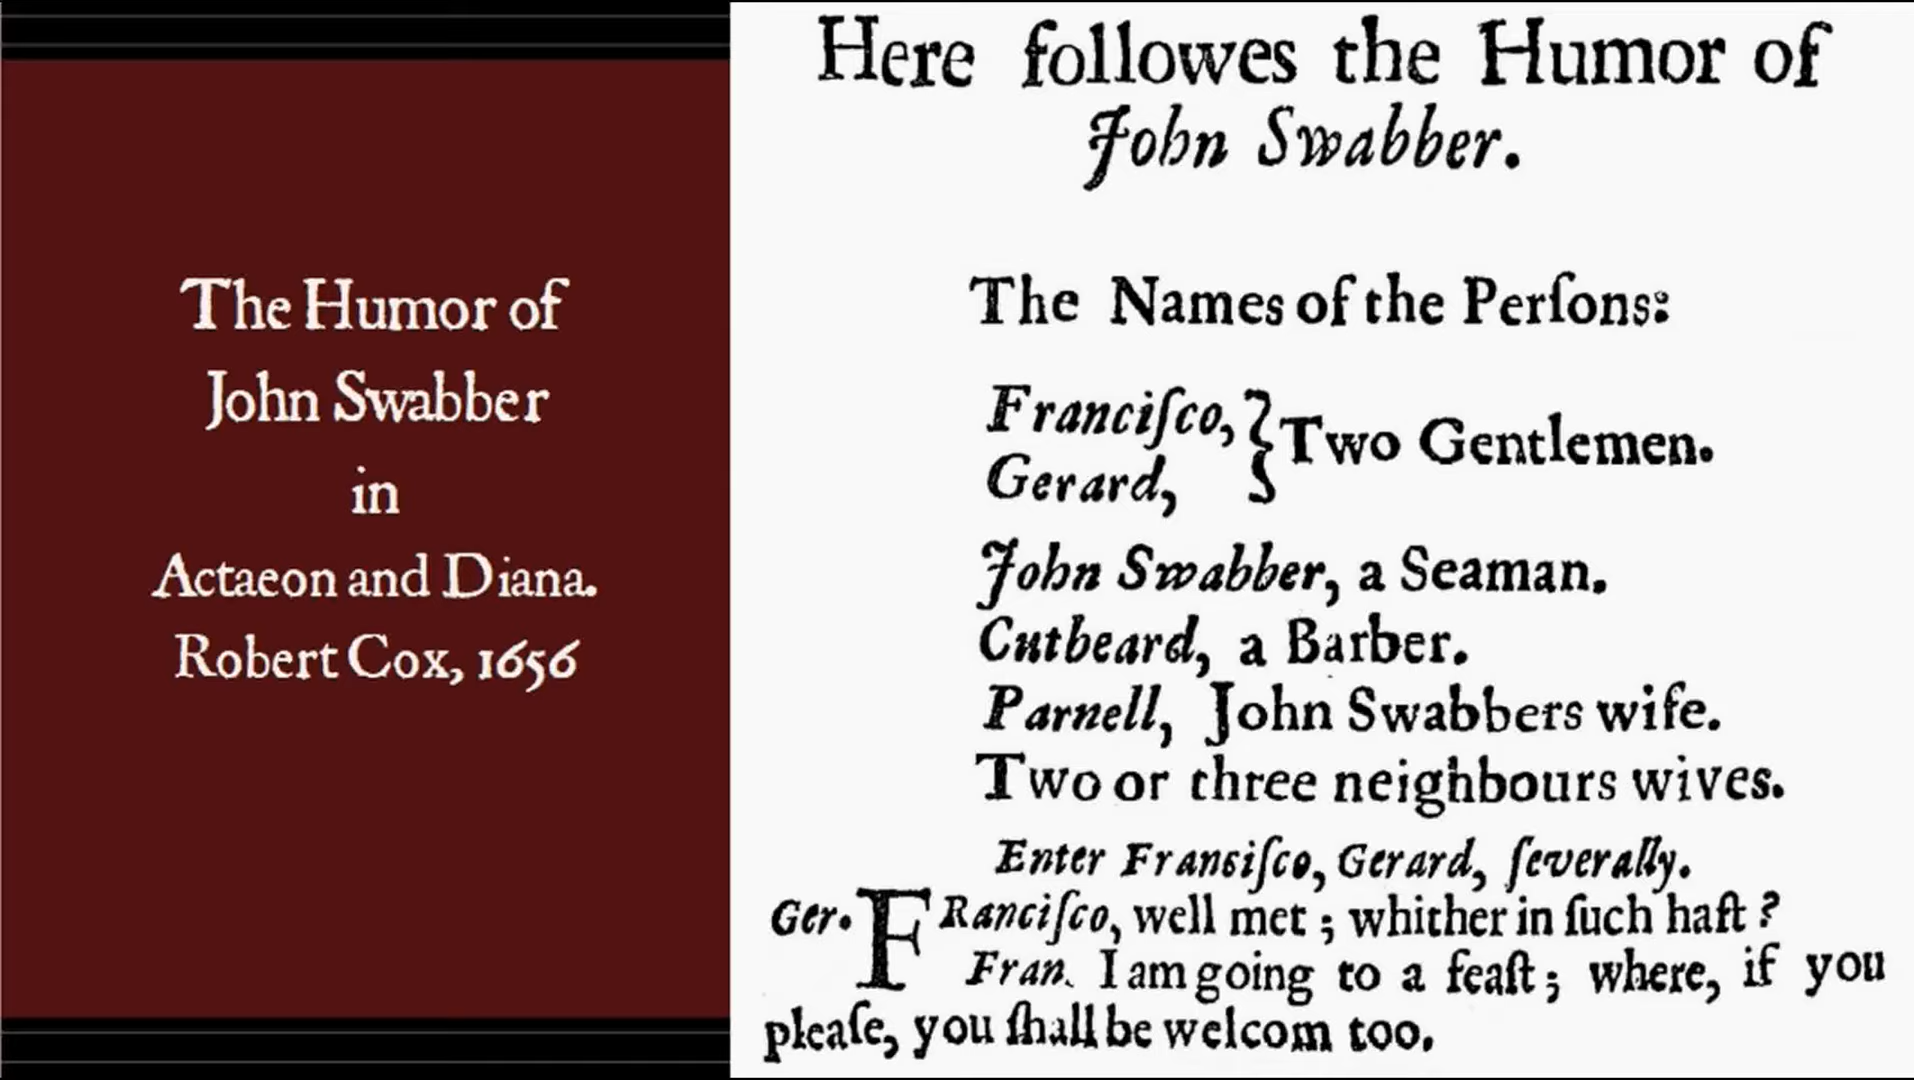 The Humor of
John Swabber
in
Actaeon and Diana.
Robert Cox, 1656
Here followes the Humor of
John Swabber.
The Names of the Perſons:
Franciſco,
Gerard,
} Two Gentlemen.
John Swabber, a Seaman.
Cutbeard, a Barber.
Parnell, John Swabbers wife.
Two or three neighbours wives.
Enter Fransiſco, Gerard, ſeverally.
Ger. FRanciſco, well met; whither in ſuch haſt?
Fran. I am going to a feaſt; where, if you
pleaſe, you ſhall be welcom too.